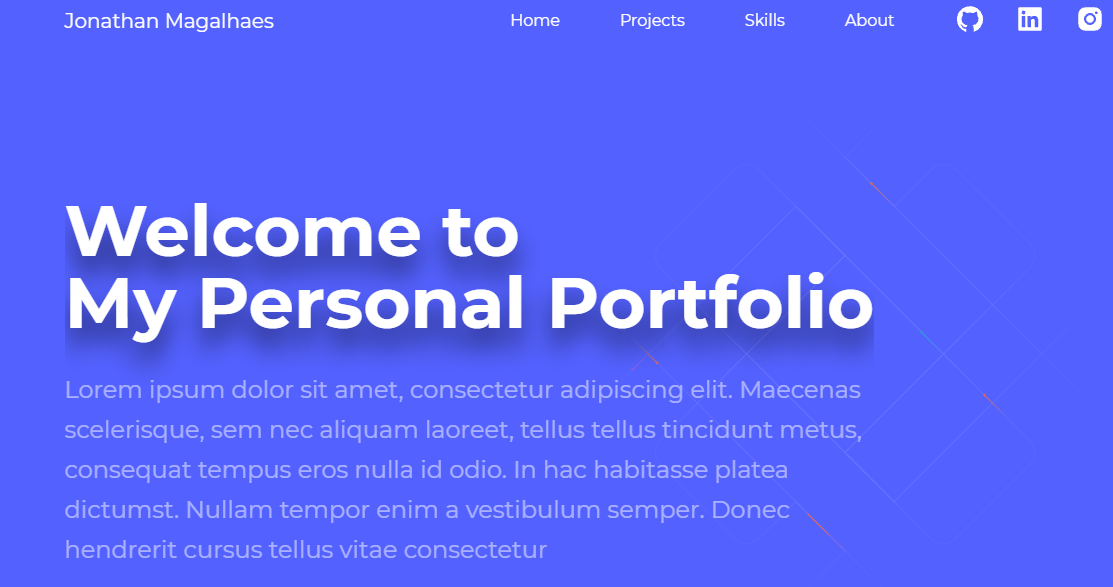 Jonathan Magalhaes
Home Projects Skills About
in
Welcome to
My Personal Portfolio
Lorem ipsum dolor sit amet, consectetur adipiscing elit. Maecenas
scelerisque, sem nec aliquam laoreet, tellus tellus tincidunt metus,
consequat tempus eros nulla id odio. In hac habitasse platea
dictumst. Nullam tempor enim a vestibulum semper. Donec
hendrerit cursus tellus vitae consectetur